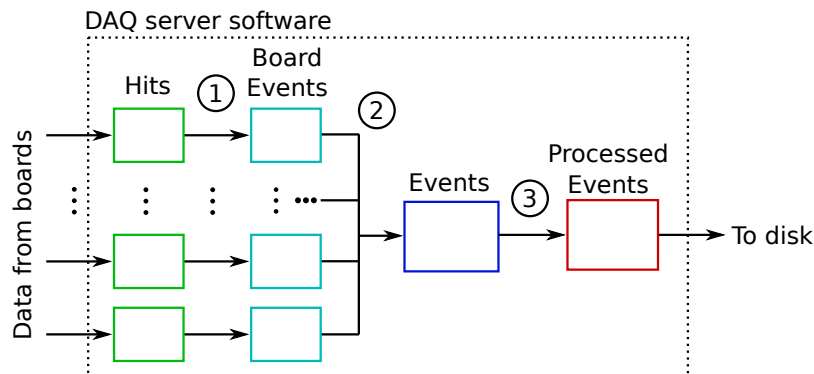 DAQ server software
Hits
1
Board
Events
2
Data from boards
Events
3
Processed
Events
To disk